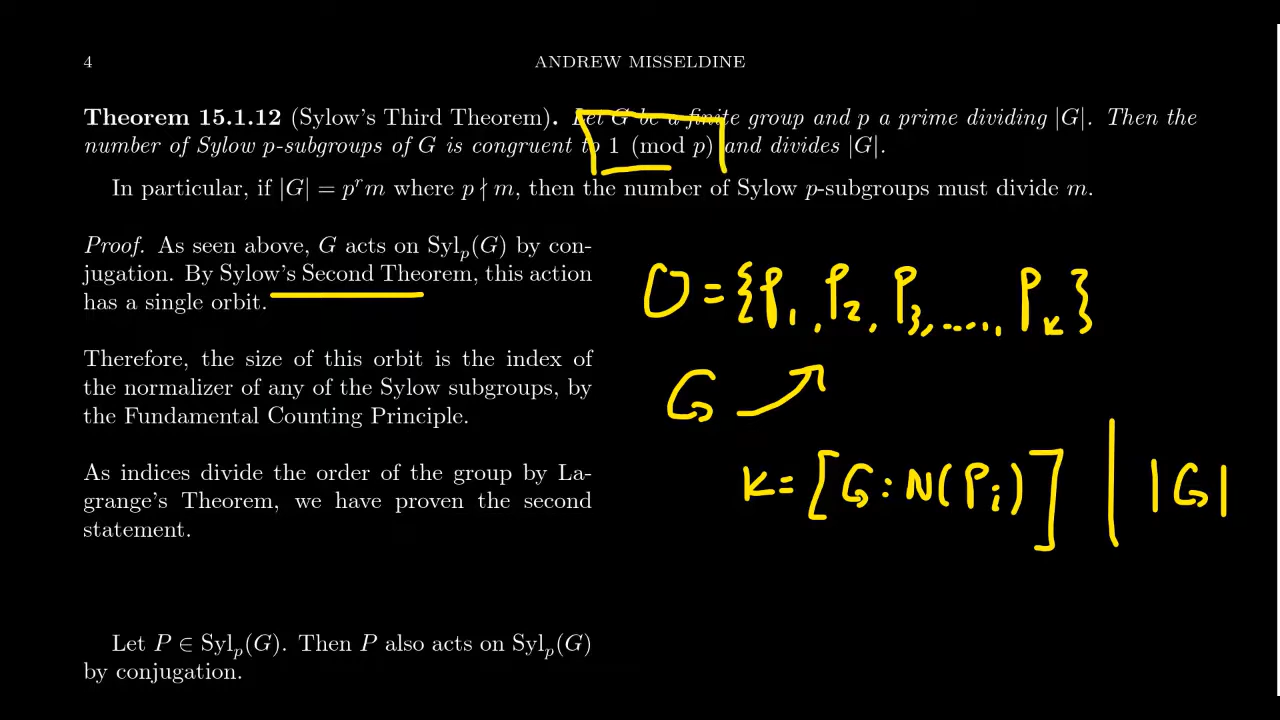 4 ANDREW MISSELDINE
Theorem 15.1.12 (Sylow's Third Theorem). Let G be a finite group and p a prime dividing |G|. Then the
number of Sylow p-subgroups of G is congruent to 1 (mod p) and divides |G|.
In particular, if |G| = pʳm where p ∤ m, then the number of Sylow p-subgroups must divide m.
Proof. As seen above, G acts on Sylₚ(G) by con-
jugation. By Sylow's Second Theorem, this action
has a single orbit.
Therefore, the size of this orbit is the index of
the normalizer of any of the Sylow subgroups, by
the Fundamental Counting Principle.
As indices divide the order of the group by La-
grange's Theorem, we have proven the second
statement.
Let P ∈ Sylₚ(G). Then P also acts on Sylₚ(G)
by conjugation.
O = {P₁, P₂, P₃, ...., Pₖ}
G
k = [G : N(Pᵢ)] | |G|